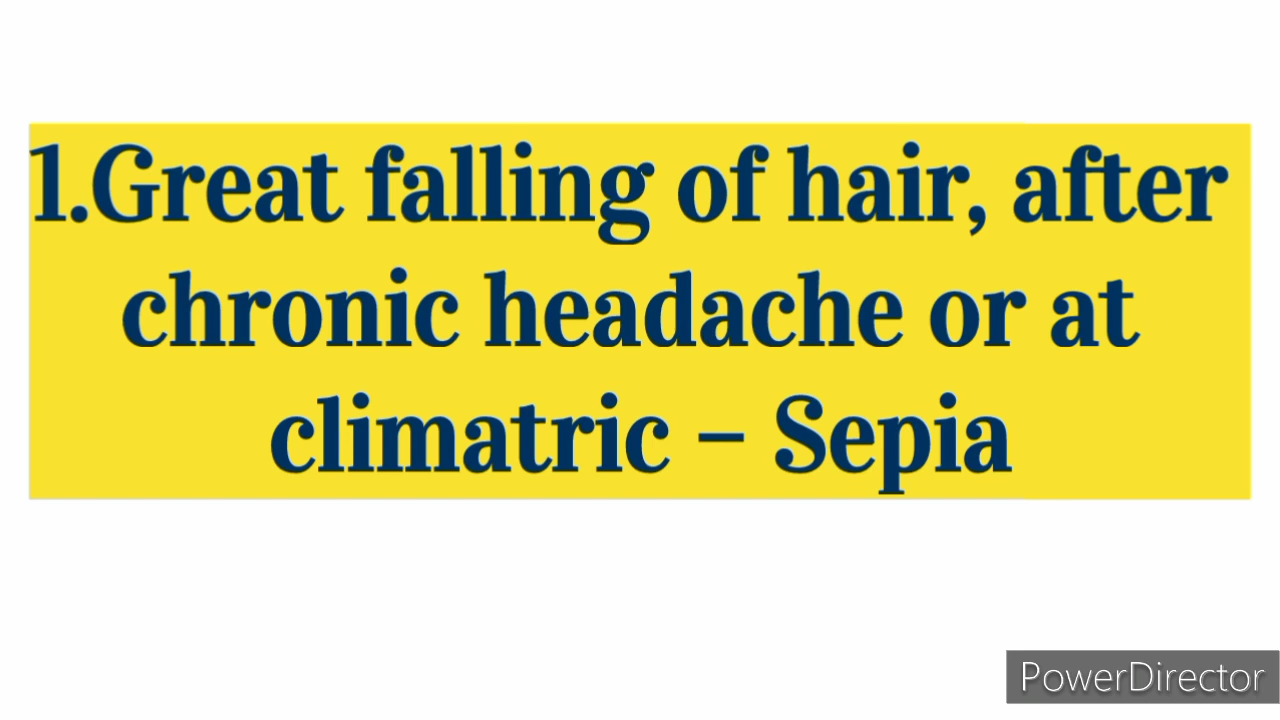 1.Great falling of hair, after
chronic headache or at
climatric – Sepia
PowerDirector